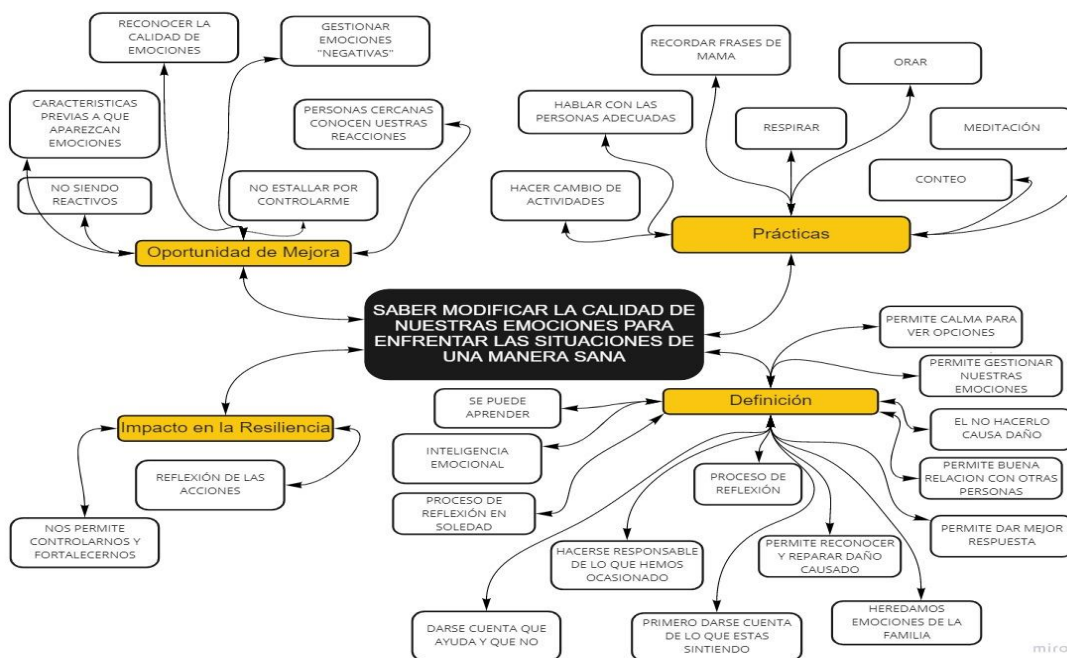 RECONOCER LA
CALIDAD DE
EMOCIONES
GESTIONAR
EMOCIONES
"NEGATIVAS"
CARACTERISTICAS
PREVIAS A QUE
APAREZCAN
EMOCIONES
PERSONAS CERCANAS
CONOCEN UESTRAS
REACCIONES
NO SIENDO
REACTIVOS
NO ESTALLAR POR
CONTROLARME
Oportunidad de Mejora
RECORDAR FRASES DE
MAMA
ORAR
HABLAR CON LAS
PERSONAS ADECUADAS
RESPIRAR
MEDITACIÓN
HACER CAMBIO DE
ACTIVIDADES
CONTEO
Prácticas
SABER MODIFICAR LA CALIDAD DE
NUESTRAS EMOCIONES PARA
ENFRENTAR LAS SITUACIONES DE
UNA MANERA SANA
Impacto en la Resiliencia
REFLEXIÓN DE LAS
ACCIONES
NOS PERMITE
CONTROLARNOS Y
FORTALECERNOS
Definición
PERMITE CALMA PARA
VER OPCIONES
PERMITE GESTIONAR
NUESTRAS
EMOCIONES
SE PUEDE
APRENDER
EL NO HACERLO
CAUSA DAÑO
INTELIGENCIA
EMOCIONAL
PROCESO DE
REFLEXIÓN
PERMITE BUENA
RELACION CON OTRAS
PERSONAS
PROCESO DE
REFLEXIÓN EN
SOLEDAD
PERMITE DAR MEJOR
RESPUESTA
HACERSE RESPONSABLE
DE LO QUE HEMOS
OCASIONADO
PERMITE RECONOCER
Y REPARAR DAÑO
CAUSADO
DARSE CUENTA QUE
AYUDA Y QUE NO
PRIMERO DARSE CUENTA
DE LO QUE ESTAS
SINTIENDO
HEREDAMOS
EMOCIONES DE LA
FAMILIA
miro